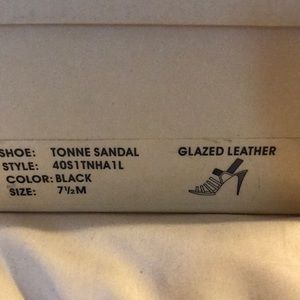 SHOE: TONNE SANDAL GLAZED LEATHER
STYLE: 40S1TNHA1L
COLOR: BLACK
SIZE: 7½M